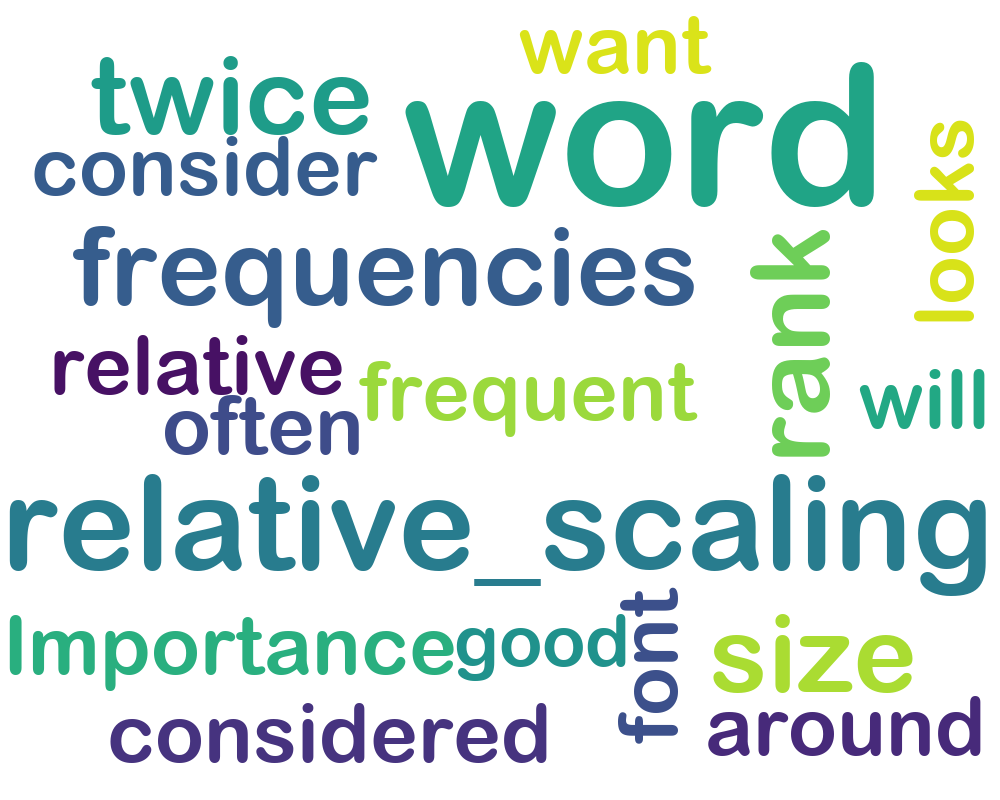 want
twice
word
consider
looks
frequencies
rank
relative
frequent
will
often
relative_scaling
Importance
good
font
size
considered
around